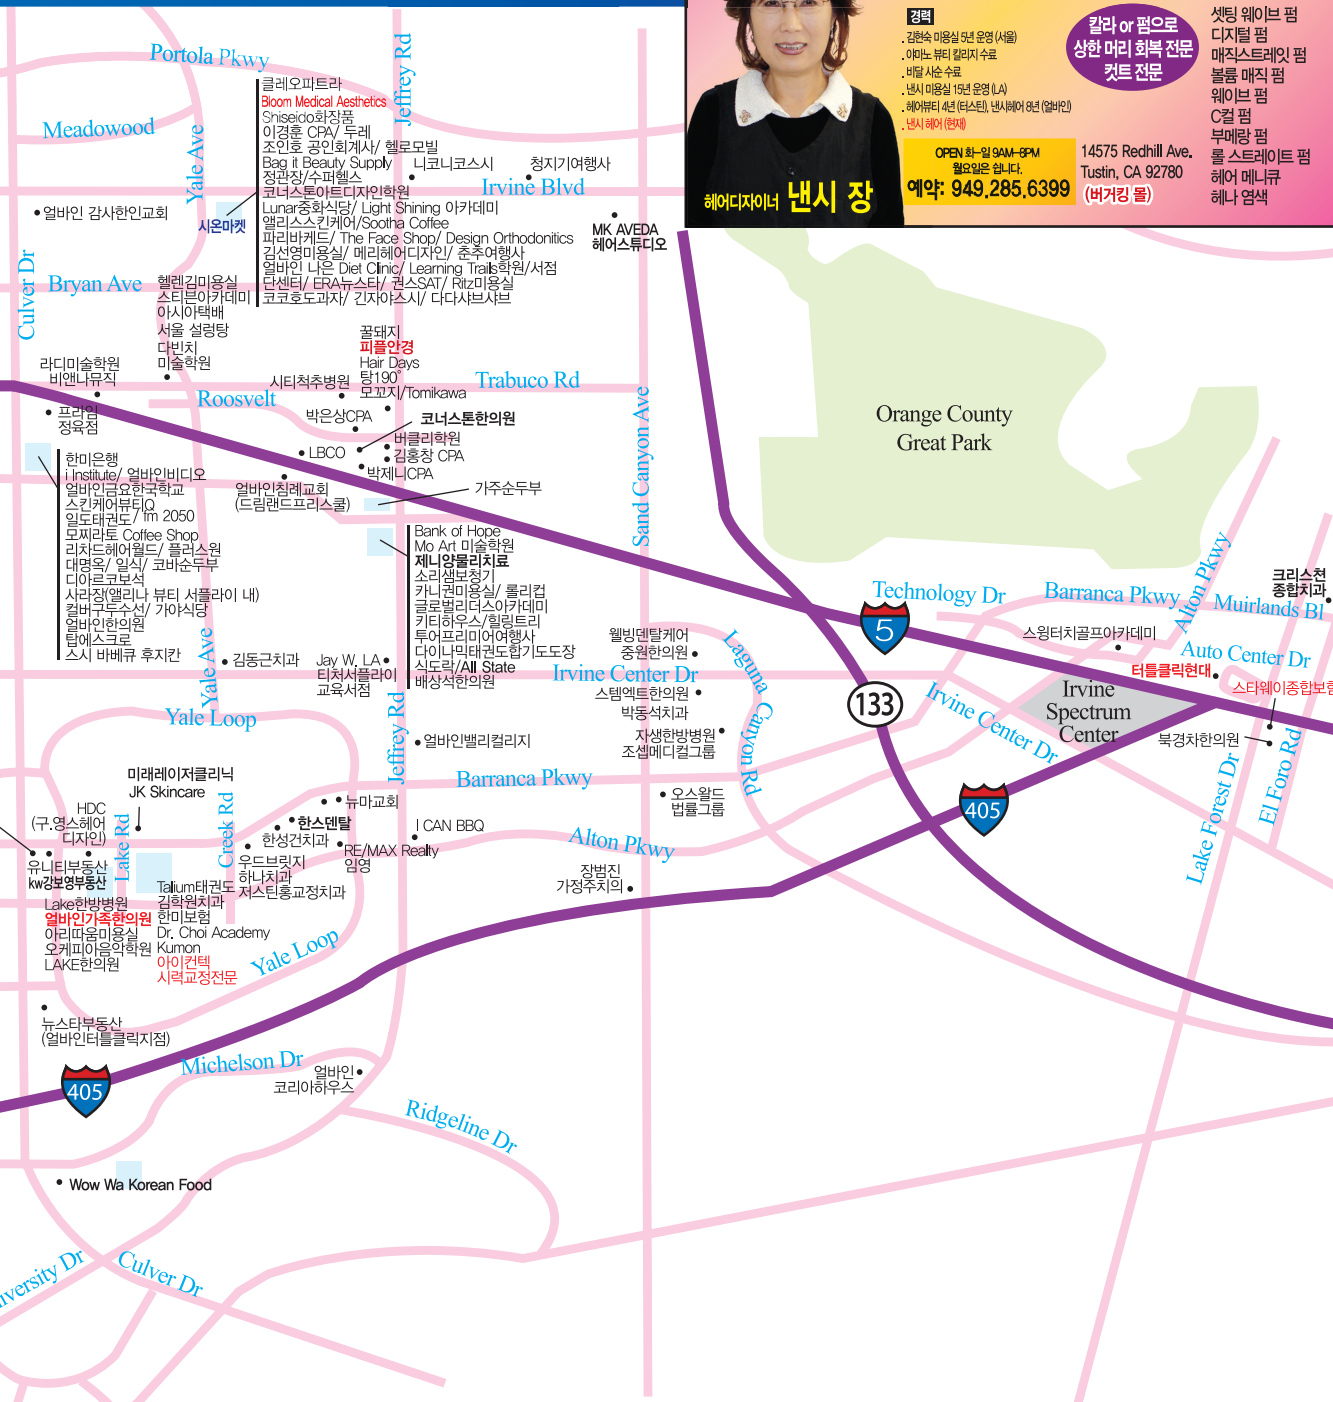 경력
. 김현숙 미용실 5년 운영 (서울)
. 아마노 뷰티 칼리지 수료
. 비달 사순 수료
. 낸시 미용실 15년 운영 (LA)
. 헤어뷰티 4년 (터스틴), 낸시헤어 8년 (얼바인)
. 낸시 헤어 (현재)
칼라 or 펌으로
상한 머리 회복 전문
컷트 전문
셋팅 웨이브 펌
디지털 펌
매직스트레잇 펌
볼륨 매직 펌
웨이브 펌
C컬 펌
부메랑 펌
롤 스트레이트 펌
헤어 메니큐
헤나 염색
OPEN 화-일 9AM-8PM
월요일은 쉽니다.
예약: 949.285.6399
14575 Redhill Ave.
Tustin, CA 92780
(버거킹 몰)
헤어디자이너 낸시 장
Portola Pkwy
Jeffrey Rd
Meadowood
Yale Ave
클레오파트라
Bloom Medical Aesthetics
Shiseido화장품
이경훈 CPA/ 두레
조인호 공인회계사/ 헬로모빌
Bag it Beauty Supply
정관장/수퍼헬스
코너스톤아트디자인학원
Lunar중화식당/ Light Shining 아카데미
앨리스스킨케어/Sootha Coffee
파리바게드/ The Face Shop/ Design Orthodonitics
김선영미용실/ 메리헤어디자인/ 춘추여행사
얼바인 나은 Diet Clinic/ Learning Trails학원/서점
단센터/ ERA뉴스타/ 권스SAT/ Ritz미용실
코코호도과자/ 긴자야스시/ 다다샤브샤브
니코니코스시
청지기여행사
Irvine Blvd
얼바인 감사한인교회
시온마켓
MK AVEDA
헤어스튜디오
Culver Dr
Bryan Ave
헬렌김미용실
스티븐아카데미
아시아택배
서울 설렁탕
다빈치
미술학원
꿀돼지
피플안경
Hair Days
탕190°
모꼬지/Tomikawa
라디미술학원
비앤나뮤직
시티척추병원
Trabuco Rd
Roosvelt
프라임
정육점
박은상CPA
코너스톤한의원
버클리학원
김홍창 CPA
LBCO
박제니CPA
Sand Canyon Ave
Orange County
Great Park
한미은행
i Institute/ 얼바인비디오
얼바인금요한국학교
스킨케어뷰티Q
일도태권도/ fm 2050
모찌라토 Coffee Shop
리차드헤어월드/ 플러스원
대명옥/ 일식/ 코바순두부
디아르코보석
사라장(앨리나 뷰티 서플라이 내)
컬버구두수선/ 가야식당
얼바인한의원
탑에스크로
스시 바베큐 후지칸
얼바인침례교회
(드림랜드프리스쿨)
가주순두부
Bank of Hope
Mo Art 미술학원
제니양물리치료
소리샘보청기
카니권미용실/ 롤리컵
글로벌리더스아카데미
키티하우스/힐링트리
투어프리미어여행사
다이나믹태권도합기도도장
식도락/All State
배상석한의원
Technology Dr
Barranca Pkwy
Alton Pkwy
Muirlands Bl
크리스천
종합치과
5
스윙터치골프아카데미
Auto Center Dr
터틀클릭현대
스타웨이종합보험
Yale Ave
김동근치과
Jay W. LA
티처서플라이
교육서점
웰빙덴탈케어
중원한의원
Irvine Center Dr
스템엑트한의원
박동석치과
자생한방병원
조셉메디컬그룹
Laguna Canyon Rd
133
Irvine Center Dr
Irvine
Spectrum
Center
북경차한의원
Yale Loop
Jeffrey Rd
얼바인밸리컬리지
Barranca Pkwy
미래레이저클리닉
JK Skincare
HDC
(구.영스헤어
디자인)
Lake Rd
Creek Rd
뉴마교회
한스덴탈
한성건치과
I CAN BBQ
RE/MAX Realty
임영
오스왈드
법률그룹
Alton Pkwy
405
Lake Forest Dr
El Foro Rd
유니티부동산
kw강보영부동산
우드브릿지
하나치과
저스틴홍교정치과
장범진
가정주치의
Lake한방병원
얼바인가족한의원
아리따움미용실
오케피아음악학원
LAKE한의원
Talium태권도
김학원치과
한미보험
Dr. Choi Academy
Kumon
아이컨텍
시력교정전문
Yale Loop
뉴스타부동산
(얼바인터틀클릭지점)
405
Michelson Dr
얼바인
코리아하우스
Ridgeline Dr
Wow Wa Korean Food
iversity Dr
Culver Dr